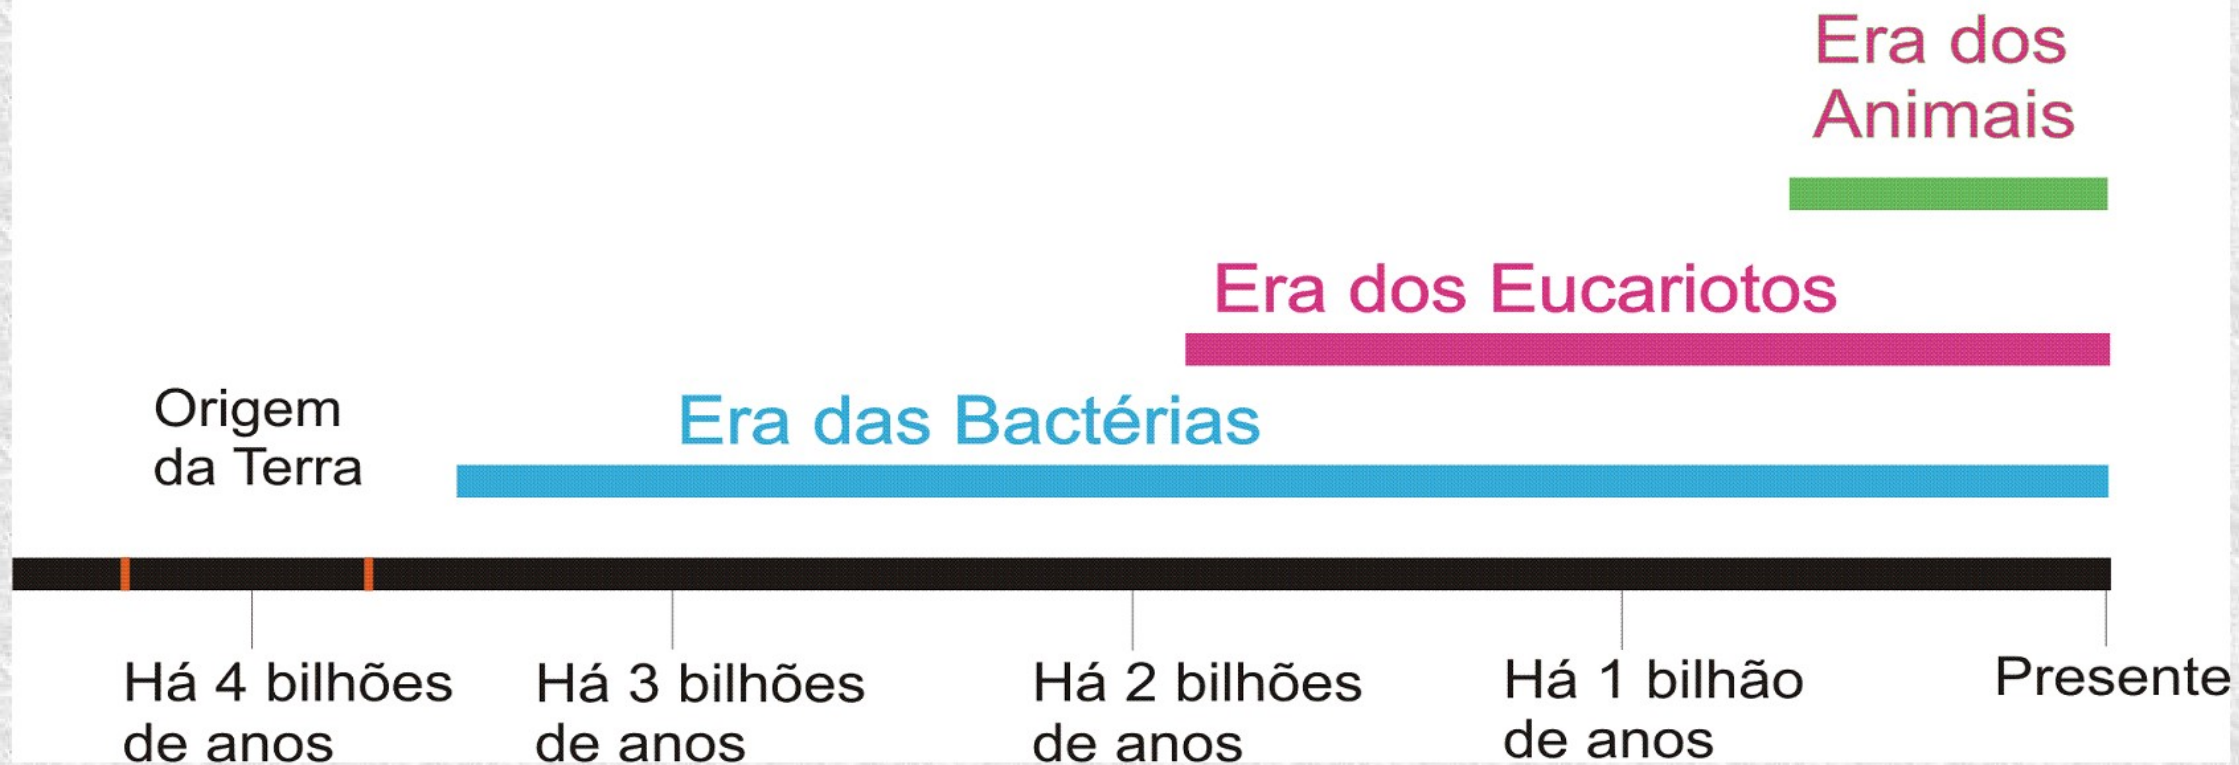 Era dos
Animais
Era dos Eucariotos
Era das Bactérias
Origem
da Terra
Há 4 bilhões
de anos
Há 3 bilhões
de anos
Há 2 bilhões
de anos
Há 1 bilhão
de anos
Presente